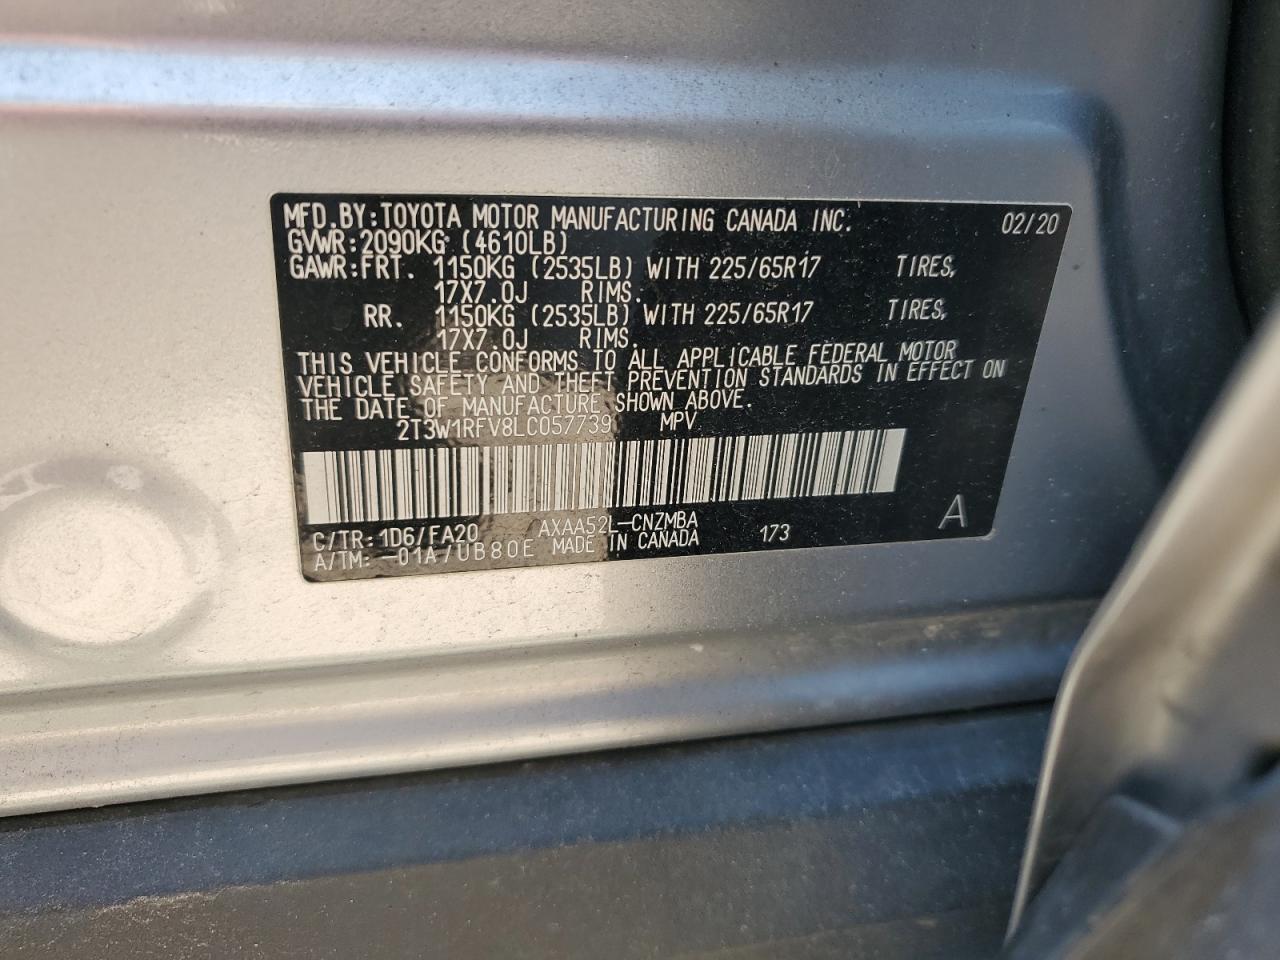 MFD.BY:TOYOTA MOTOR MANUFACTURING CANADA INC. 02/20
GVWR:2090KG (4610LB)
GAWR:FRT. 1150KG (2535LB) WITH 225/65R17 TIRES,
17X7.0J RIMS.
RR. 1150KG (2535LB) WITH 225/65R17 TIRES,
17X7.0J RIMS.
THIS VEHICLE CONFORMS TO ALL APPLICABLE FEDERAL MOTOR
VEHICLE SAFETY AND THEFT PREVENTION STANDARDS IN EFFECT ON
THE DATE OF MANUFACTURE SHOWN ABOVE.
2T3W1RFV8LC057739 MPV
C/TR:1D6/FA20 AXAA52L-CNZMBA 173 A
A/TM: -01A/UB80E MADE IN CANADA